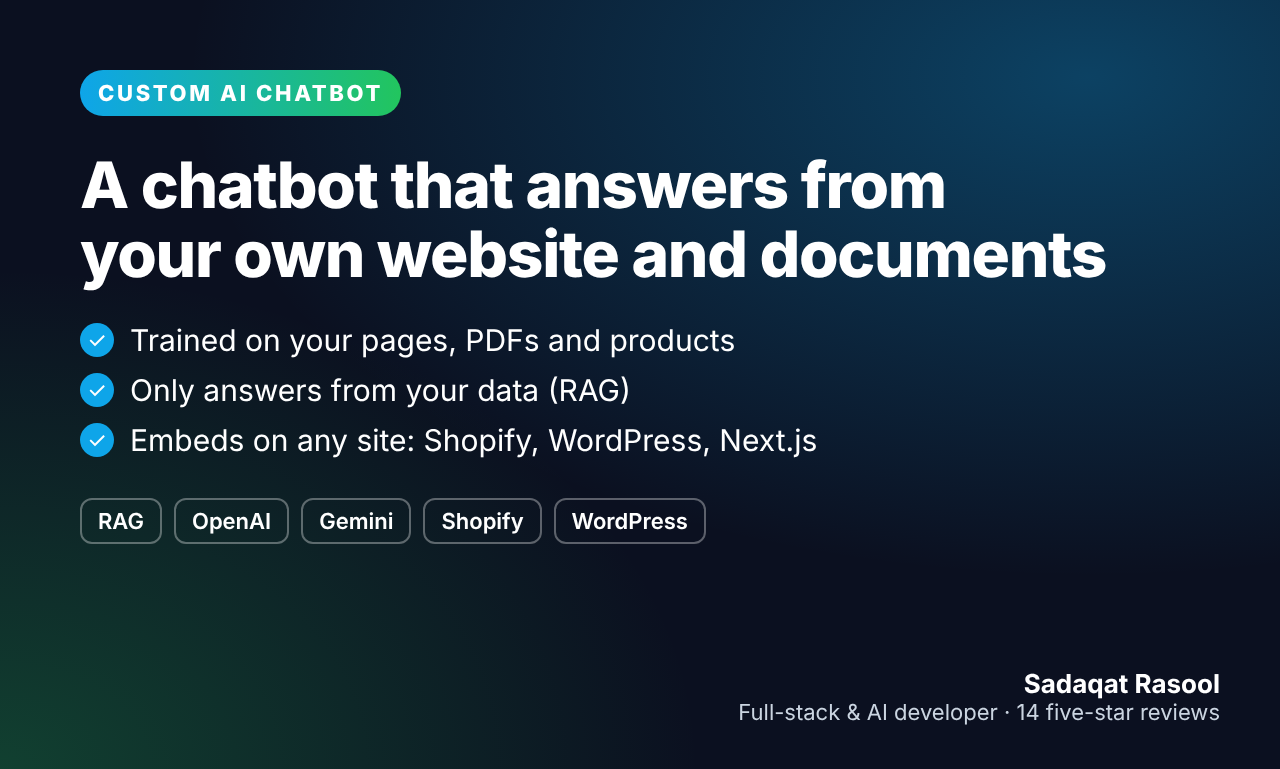 CUSTOM AI CHATBOT
A chatbot that answers from
your own website and documents
Trained on your pages, PDFs and products
Only answers from your data (RAG)
Embeds on any site: Shopify, WordPress, Next.js
RAG
OpenAI
Gemini
Shopify
WordPress
Sadaqat Rasool
Full-stack & AI developer · 14 five-star reviews